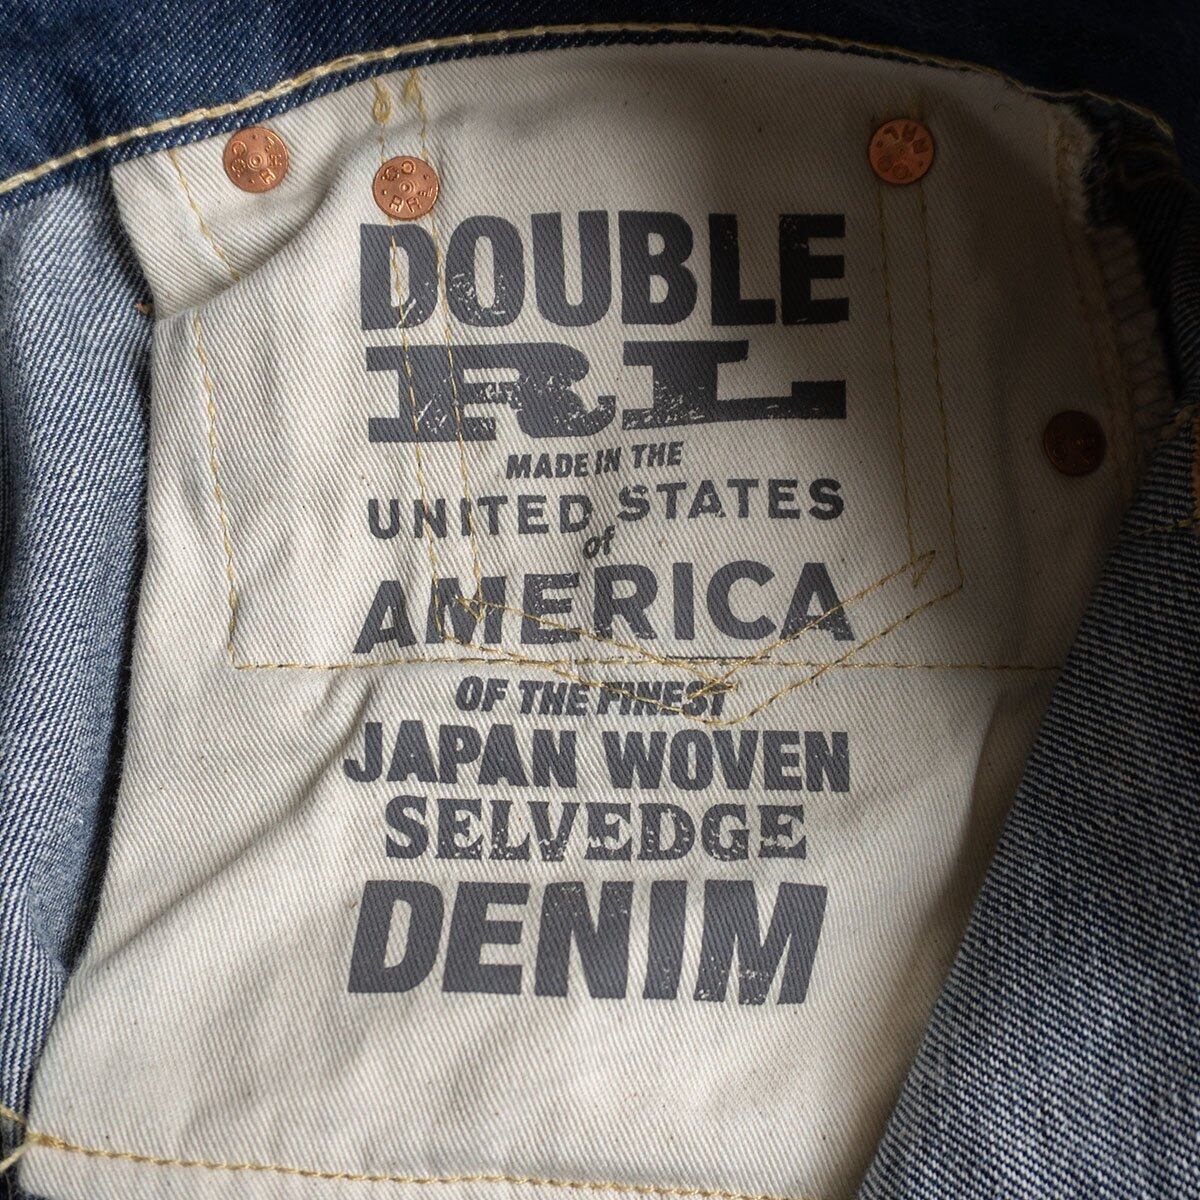 DOUBLE
RL
MADE IN THE
UNITED STATES
of
AMERICA
OF THE FINEST
JAPAN WOVEN
SELVEDGE
DENIM